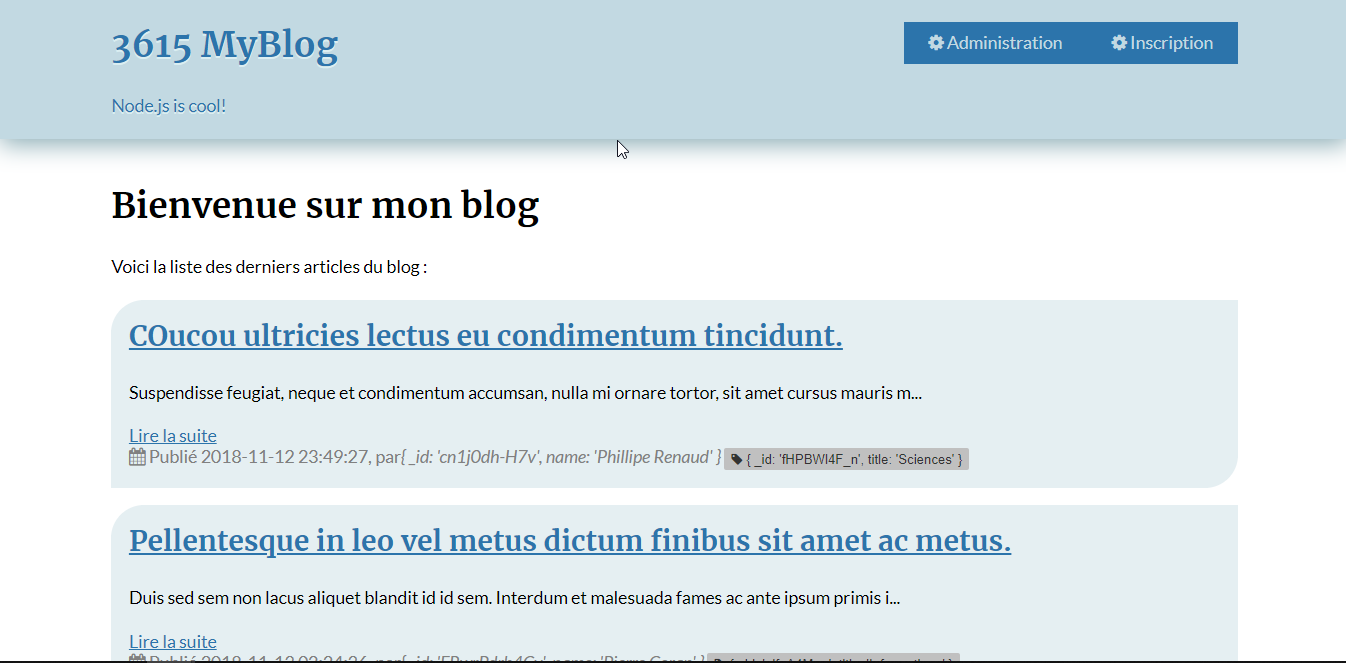 3615 MyBlog
Administration
Inscription
Node.js is cool!
Bienvenue sur mon blog
Voici la liste des derniers articles du blog :
COucou ultricies lectus eu condimentum tincidunt.
Suspendisse feugiat, neque et condimentum accumsan, nulla mi ornare tortor, sit amet cursus mauris m...
Lire la suite
Publié 2018-11-12 23:49:27, par{ _id: 'cn1j0dh-H7v', name: 'Phillipe Renaud' } { _id: 'fHPBWl4F_n', title: 'Sciences' }
Pellentesque in leo vel metus dictum finibus sit amet ac metus.
Duis sed sem non lacus aliquet blandit id id sem. Interdum et malesuada fames ac ante ipsum primis i...
Lire la suite